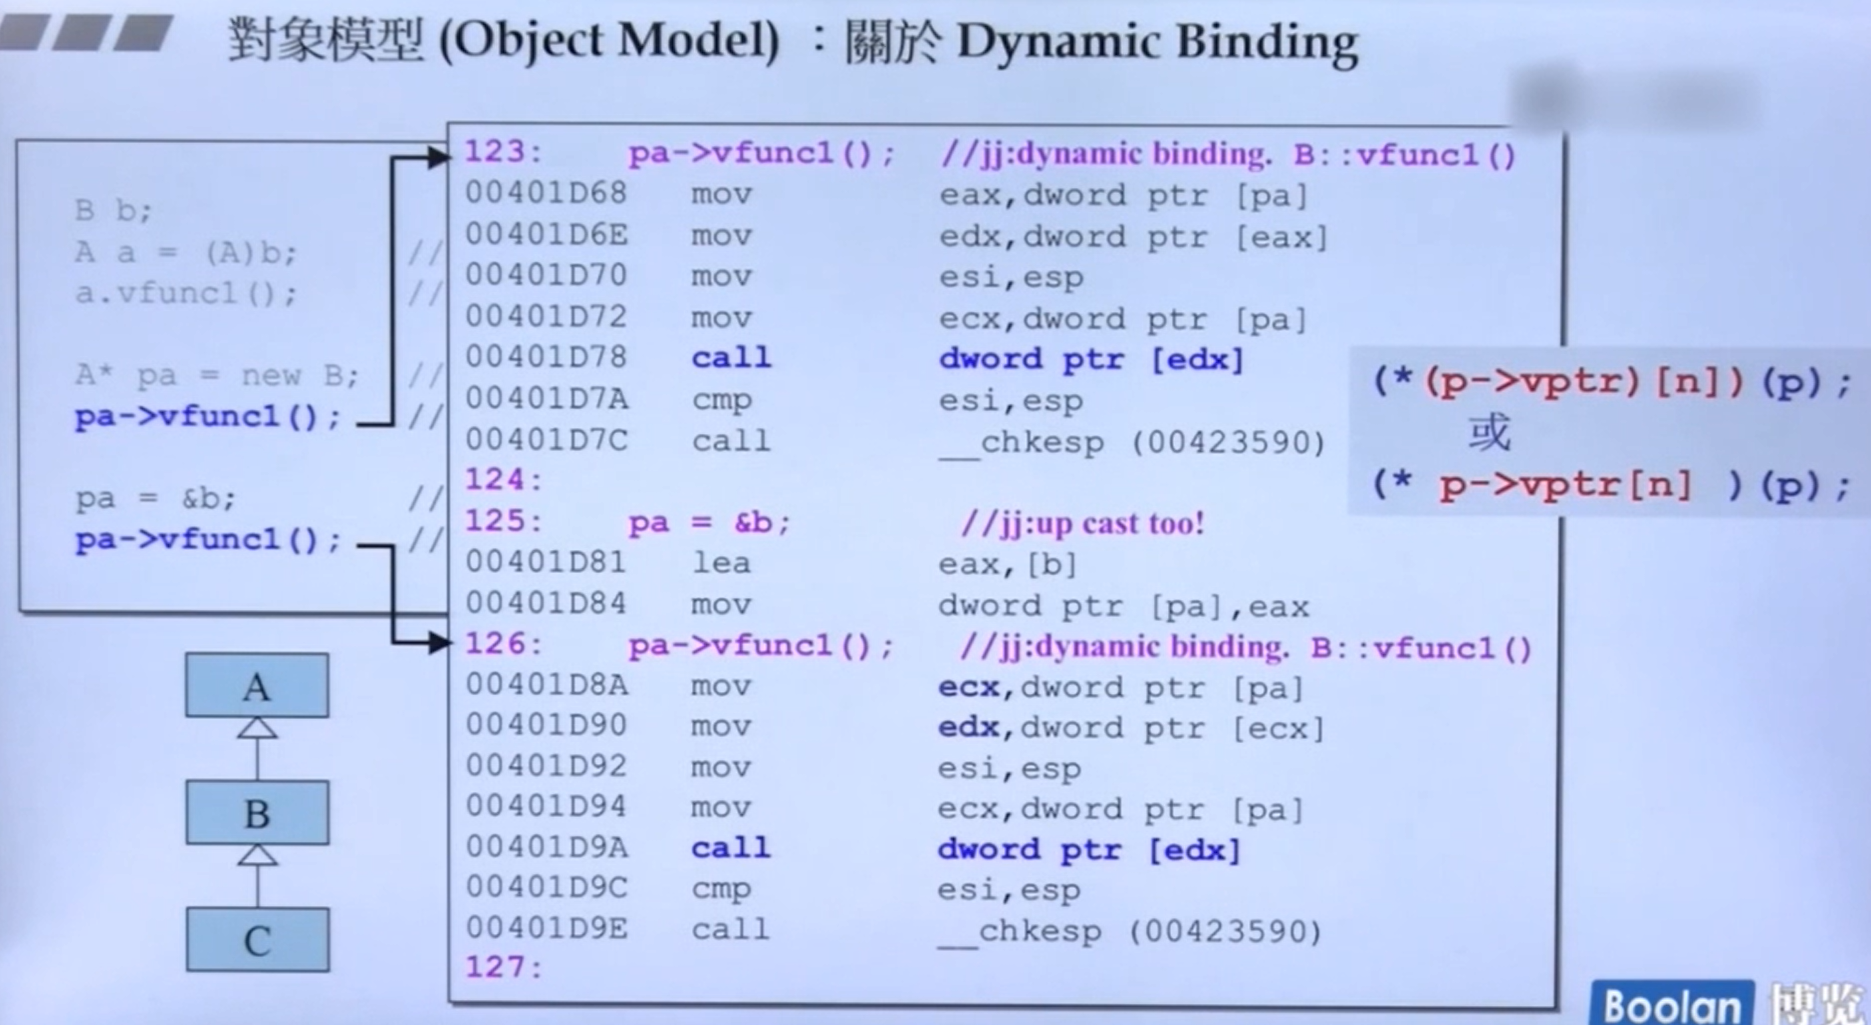 對象模型 (Object Model) ：關於 Dynamic Binding
B b;
A a = (A)b; //
a.vfunc1(); //
A* pa = new B; //
pa->vfunc1(); //
pa = &b; //
pa->vfunc1(); //
123: pa->vfunc1(); //jj:dynamic binding. B::vfunc1()
00401D68 mov eax,dword ptr [pa]
00401D6E mov edx,dword ptr [eax]
00401D70 mov esi,esp
00401D72 mov ecx,dword ptr [pa]
00401D78 call dword ptr [edx]
00401D7A cmp esi,esp
00401D7C call __chkesp (00423590)
124:
125: pa = &b; //jj:up cast too!
00401D81 lea eax,[b]
00401D84 mov dword ptr [pa],eax
126: pa->vfunc1(); //jj:dynamic binding. B::vfunc1()
00401D8A mov ecx,dword ptr [pa]
00401D90 mov edx,dword ptr [ecx]
00401D92 mov esi,esp
00401D94 mov ecx,dword ptr [pa]
00401D9A call dword ptr [edx]
00401D9C cmp esi,esp
00401D9E call __chkesp (00423590)
127:
(*(p->vptr)[n])(p);
或
(* p->vptr[n] )(p);
A
B
C
Boolan 博览